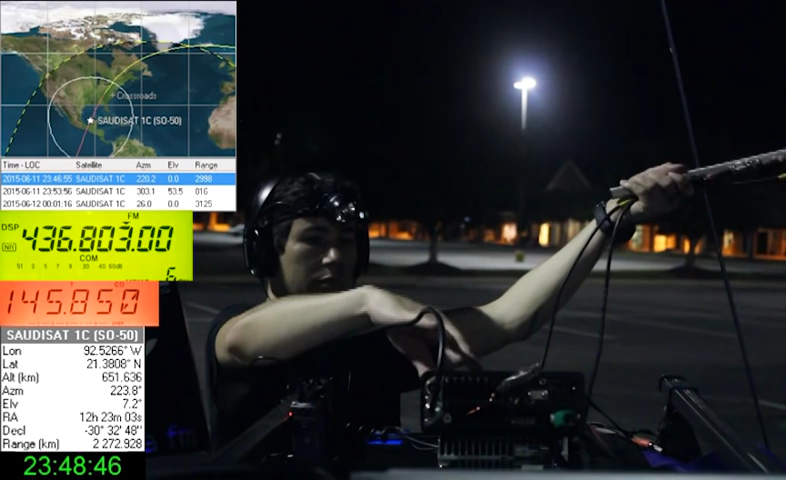 Crossroads
SAUDISAT 1C (SO-50)
Time - LOC Satellite Azm Elv Range
2015-06-11 23:46:55 SAUDISAT 1C 220.2 0.0 2998
2015-06-11 23:53:56 SAUDISAT 1C 303.1 53.5 816
2015-06-12 00:01:16 SAUDISAT 1C 26.0 0.0 3125
FM
DSP 436.803.00
COM
145.850
SAUDISAT 1C (SO-50)
Lon 92.5266° W
Lat 21.3808° N
Alt (km) 651.636
Azm 223.8°
Elv 7.2°
RA 12h 23m 03s
Decl -30° 32' 48"
Range (km) 2 272.928
23:48:46